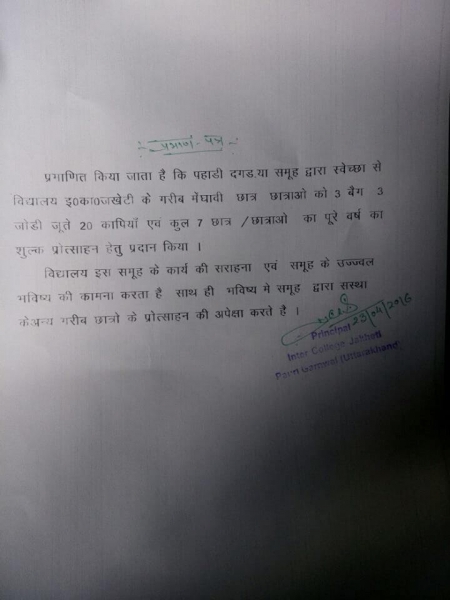 -: प्रमाण - पत्र :-
प्रमाणित किया जाता है कि पहाडी दगड.या समूह द्वारा स्वेच्छा से
विद्यालय इ0का0जखेटी के गरीब मेंघावी छात्र छात्राओ को 3 बैग 3
जोडी जूते 20 कापियाँ एवं कुल 7 छात्र /छात्राओ का पूरे वर्ष का
शुल्क प्रोत्साहन हेतु प्रदान किया ।
विद्यालय इस समूह के कार्य की सराहना एवं समूह के उज्ज्वल
भविष्य की कामना करता है साथ ही भविष्य मे समूह द्वारा सस्था
केअन्य गरीब छात्रो के प्रोत्साहन की अपेक्षा करते है ।
23/04/2016
Principal
Inter College Jakheti
Pauri Garhwal (Uttarakhand)